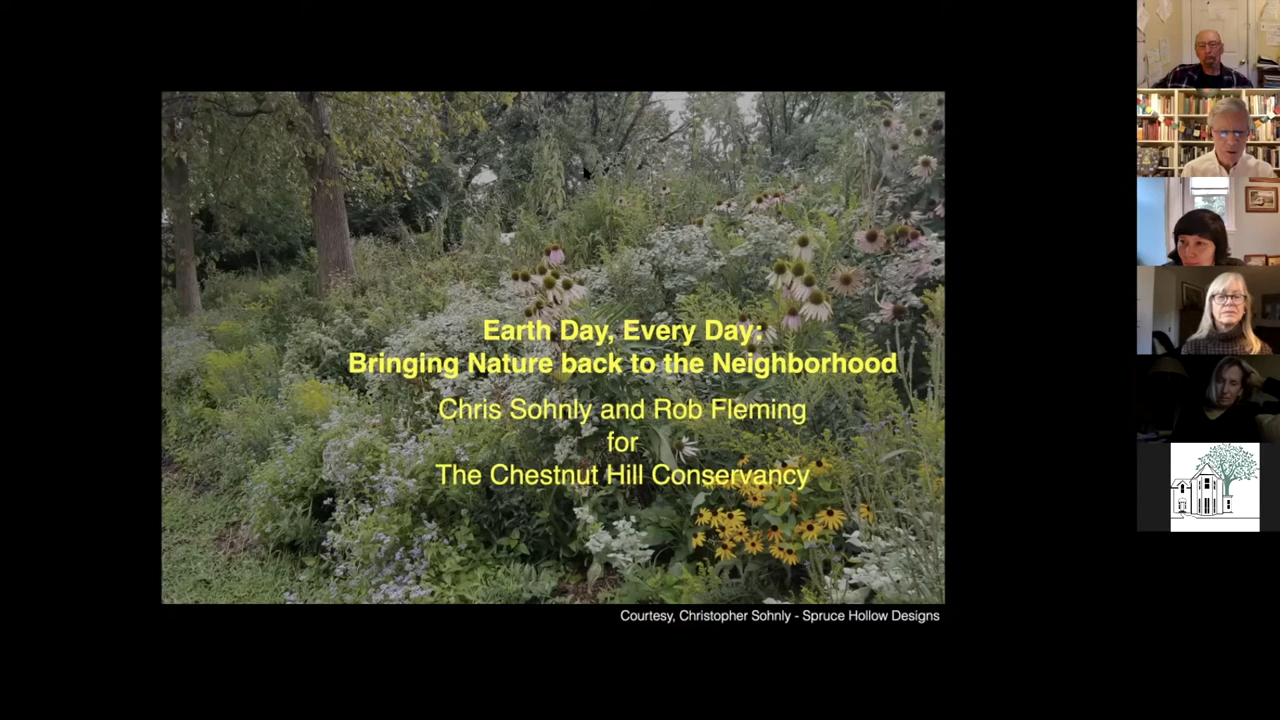 Earth Day, Every Day:
Bringing Nature back to the Neighborhood
Chris Sohnly and Rob Fleming
for
The Chestnut Hill Conservancy
Courtesy, Christopher Sohnly - Spruce Hollow Designs